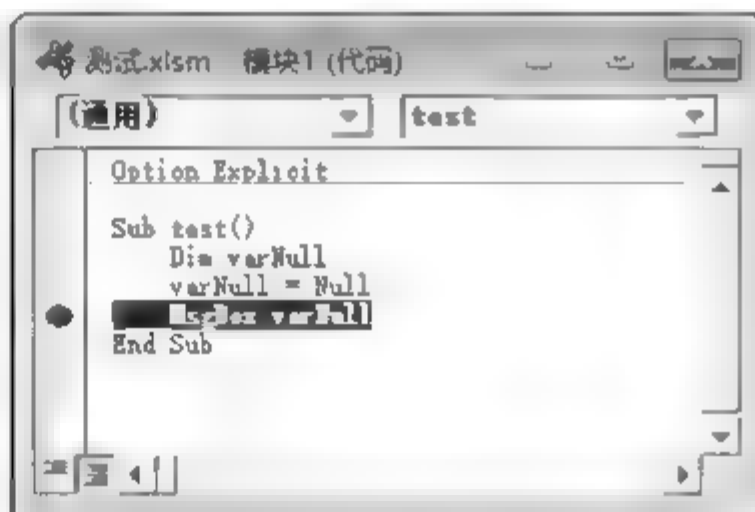 测试.xlsm 模块1 (代码)
(通用) test
Option Explicit
Sub test()
Dim varNull
varNull = Null
MsgBox varNull
End Sub